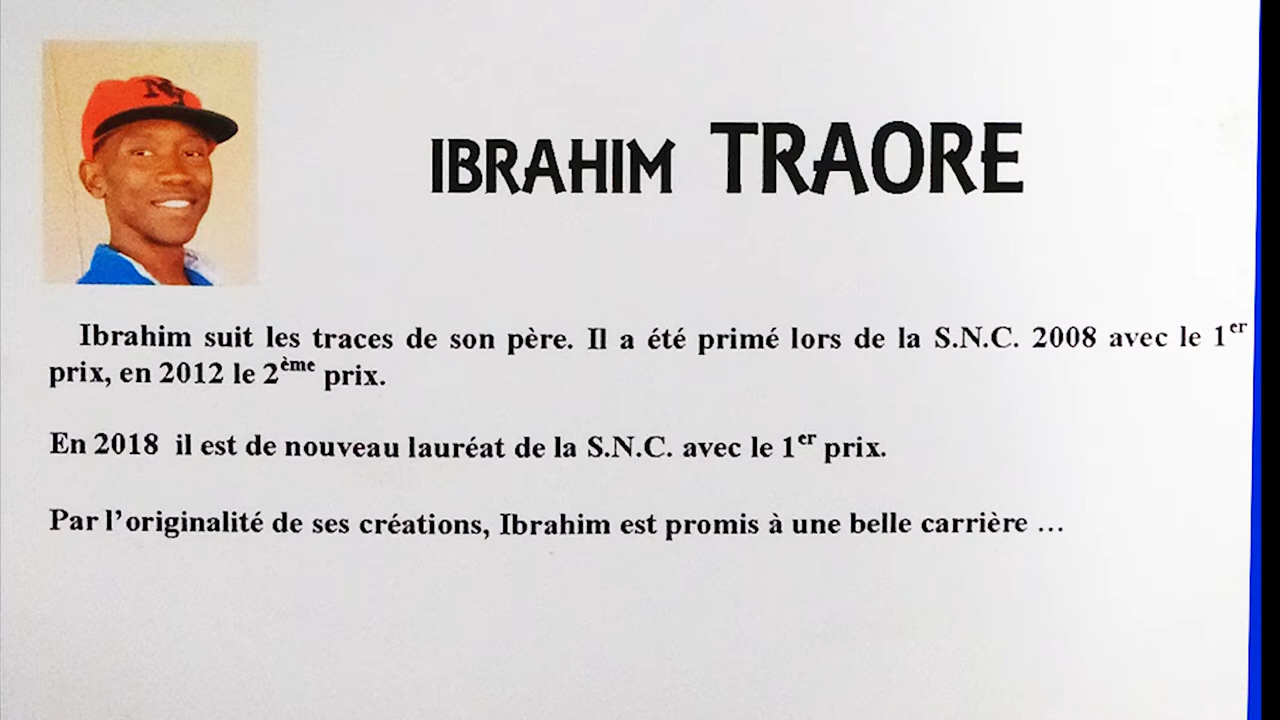 IBRAHIM TRAORE
Ibrahim suit les traces de son père. Il a été primé lors de la S.N.C. 2008 avec le 1er
prix, en 2012 le 2ème prix.
En 2018 il est de nouveau lauréat de la S.N.C. avec le 1er prix.
Par l'originalité de ses créations, Ibrahim est promis à une belle carrière …